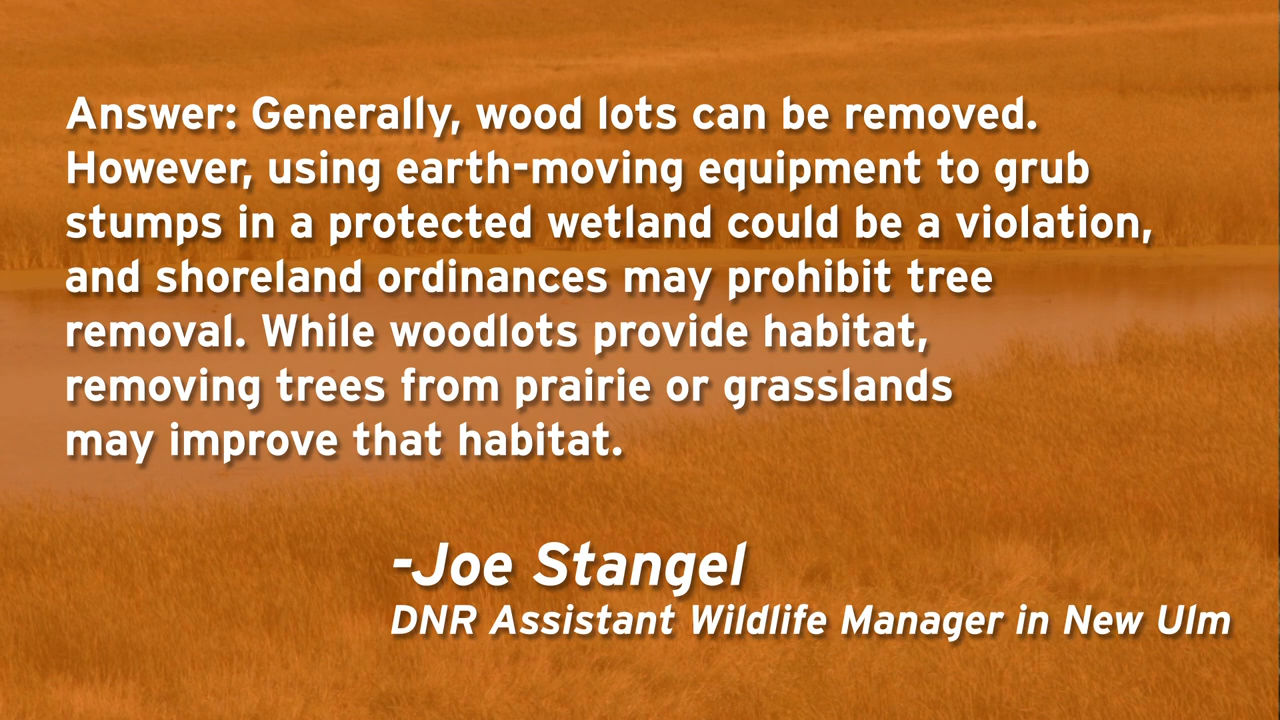 Answer: Generally, wood lots can be removed.
However, using earth-moving equipment to grub
stumps in a protected wetland could be a violation,
and shoreland ordinances may prohibit tree
removal. While woodlots provide habitat,
removing trees from prairie or grasslands
may improve that habitat.
-Joe Stangel
DNR Assistant Wildlife Manager in New Ulm